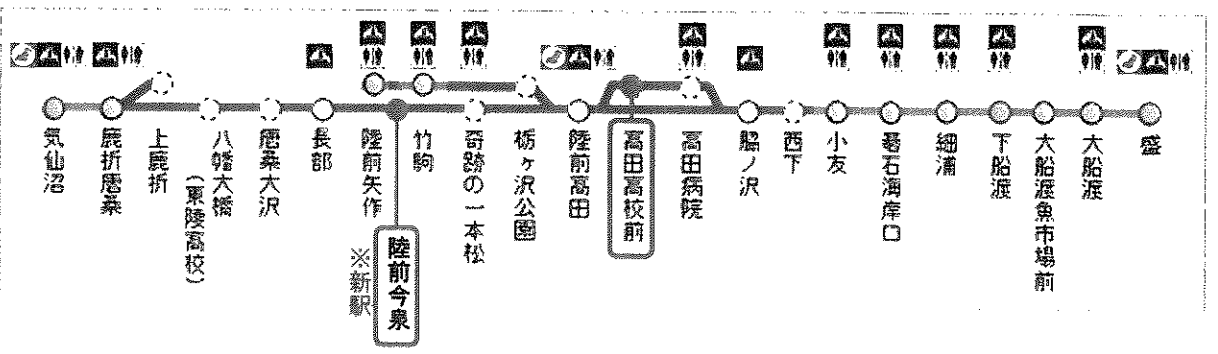 気仙沼
鹿折唐桑
上鹿折
八幡大橋
（東陵高校）
唐桑大沢
長部
陸前矢作
※新駅
陸前今泉
竹駒
奇跡の一本松
栃ヶ沢公園
陸前高田
高田高校前
高田病院
脇ノ沢
西下
小友
碁石海岸口
細浦
下船渡
大船渡魚市場前
大船渡
盛